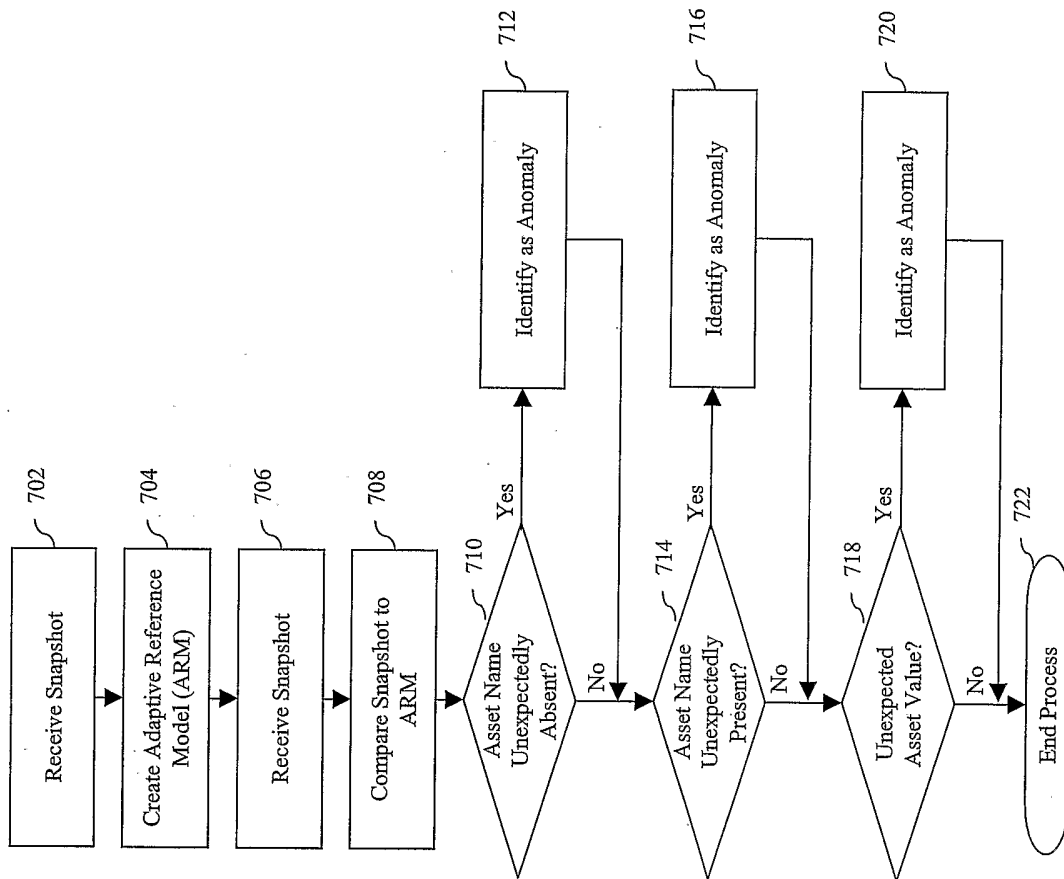 702
Receive Snapshot
704
Create Adaptive Reference
Model (ARM)
706
Receive Snapshot
708
Compare Snapshot to
ARM
710
Asset Name
Unexpectedly
Absent?
Yes
712
Identify as Anomaly
No
714
Asset Name
Unexpectedly
Present?
Yes
716
Identify as Anomaly
No
718
Unexpected
Asset Value?
Yes
720
Identify as Anomaly
No
722
End Process